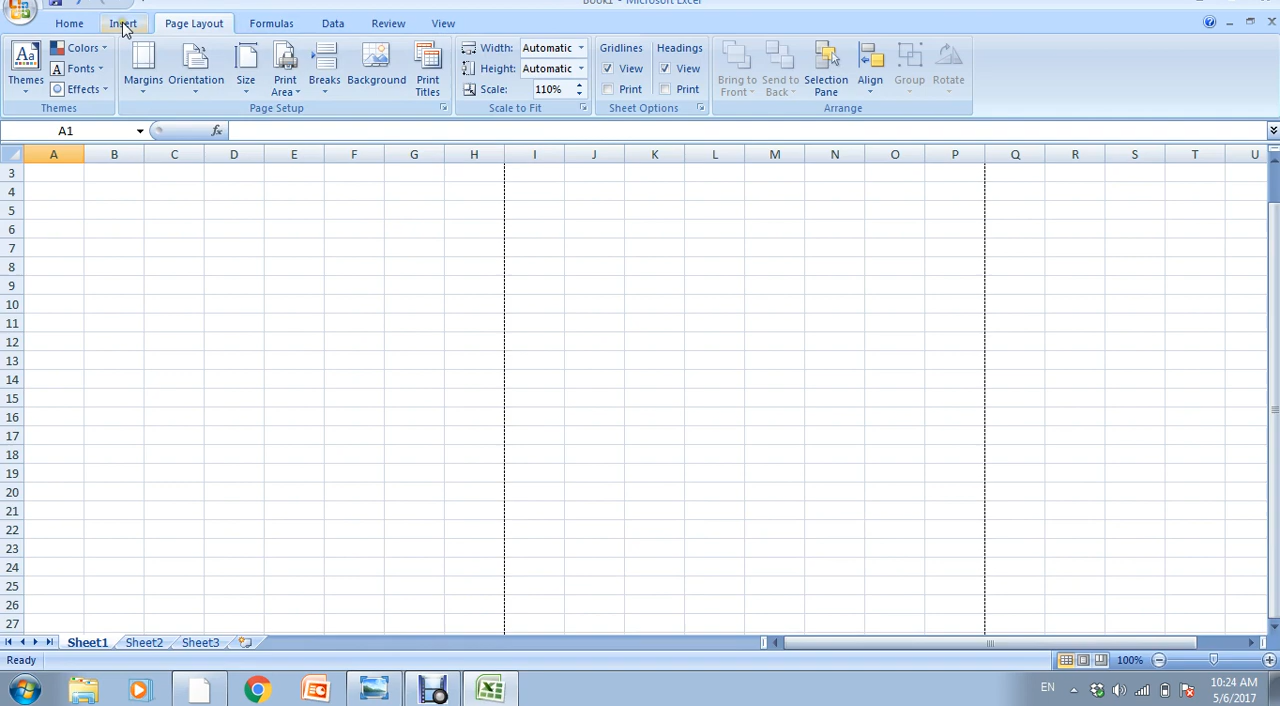 Book1 - Microsoft Excel
Home Insert Page Layout Formulas Data Review View
Themes Colors Fonts Effects
Margins Orientation Size Print Area Breaks Background Print Titles
Width: Automatic
Height: Automatic
Scale: 110%
Gridlines Headings
View View
Print Print
Bring to Front Send to Back Selection Pane Align Group Rotate
Themes Page Setup Scale to Fit Sheet Options Arrange
A1 fx
A B C D E F G H I J K L M N O P Q R S T U
3
4
5
6
7
8
9
10
11
12
13
14
15
16
17
18
19
20
21
22
23
24
25
26
27
Sheet1 Sheet2 Sheet3
Ready 100%
EN 10:24 AM
5/6/2017